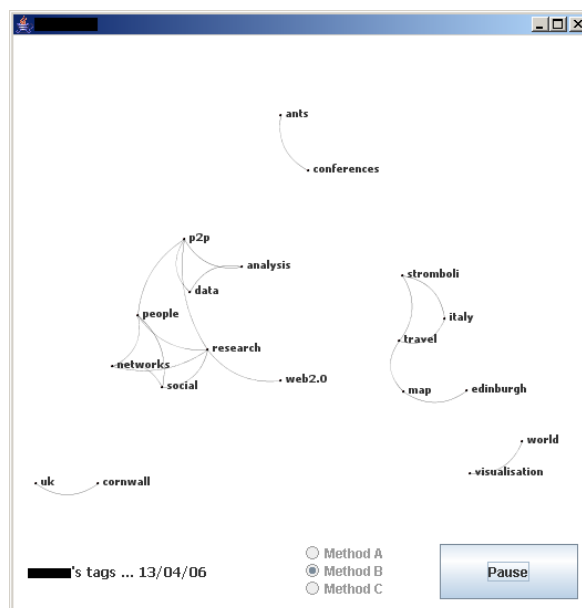 ants
conferences
p2p
analysis
data
stromboli
people
italy
travel
research
networks
social
web2.0
map
edinburgh
world
visualisation
uk
cornwall
's tags ... 13/04/06
Method A
Method B
Method C
Pause